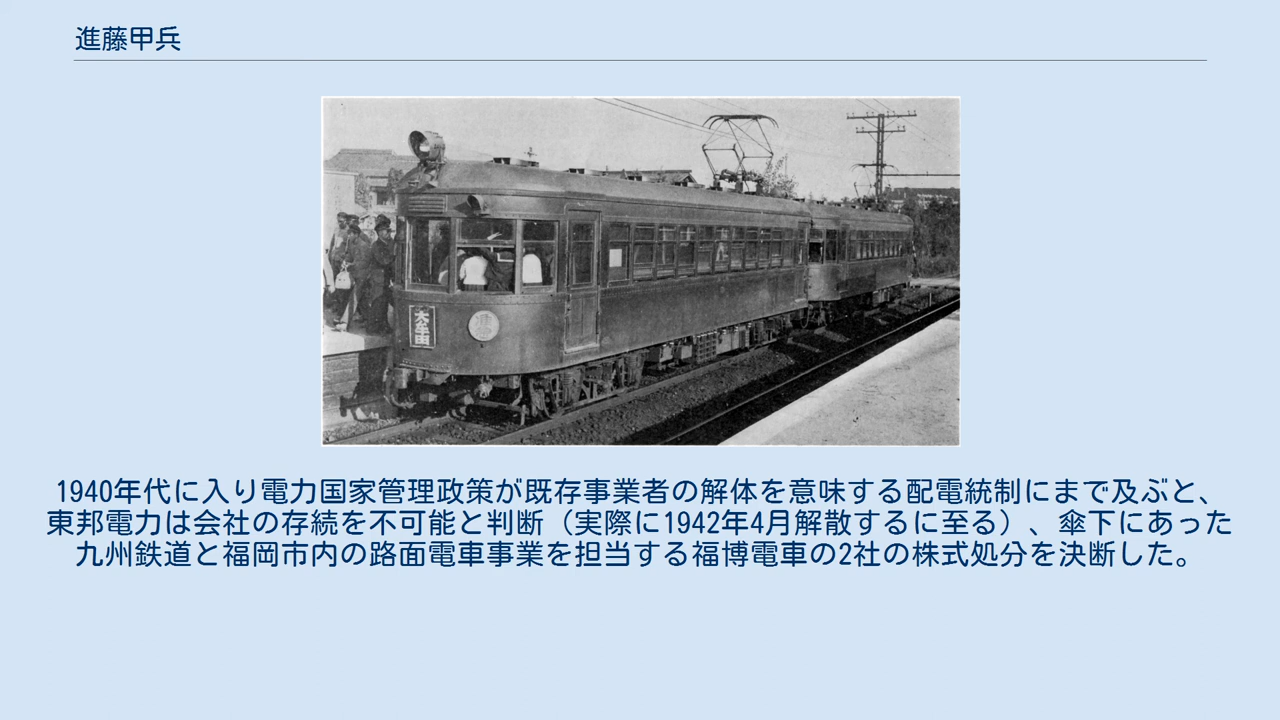 進藤甲兵
大牟田
1940年代に入り電力国家管理政策が既存事業者の解体を意味する配電統制にまで及ぶと、
東邦電力は会社の存続を不可能と判断（実際に1942年4月解散するに至る）、傘下にあった
九州鉄道と福岡市内の路面電車事業を担当する福博電車の2社の株式処分を決断した。